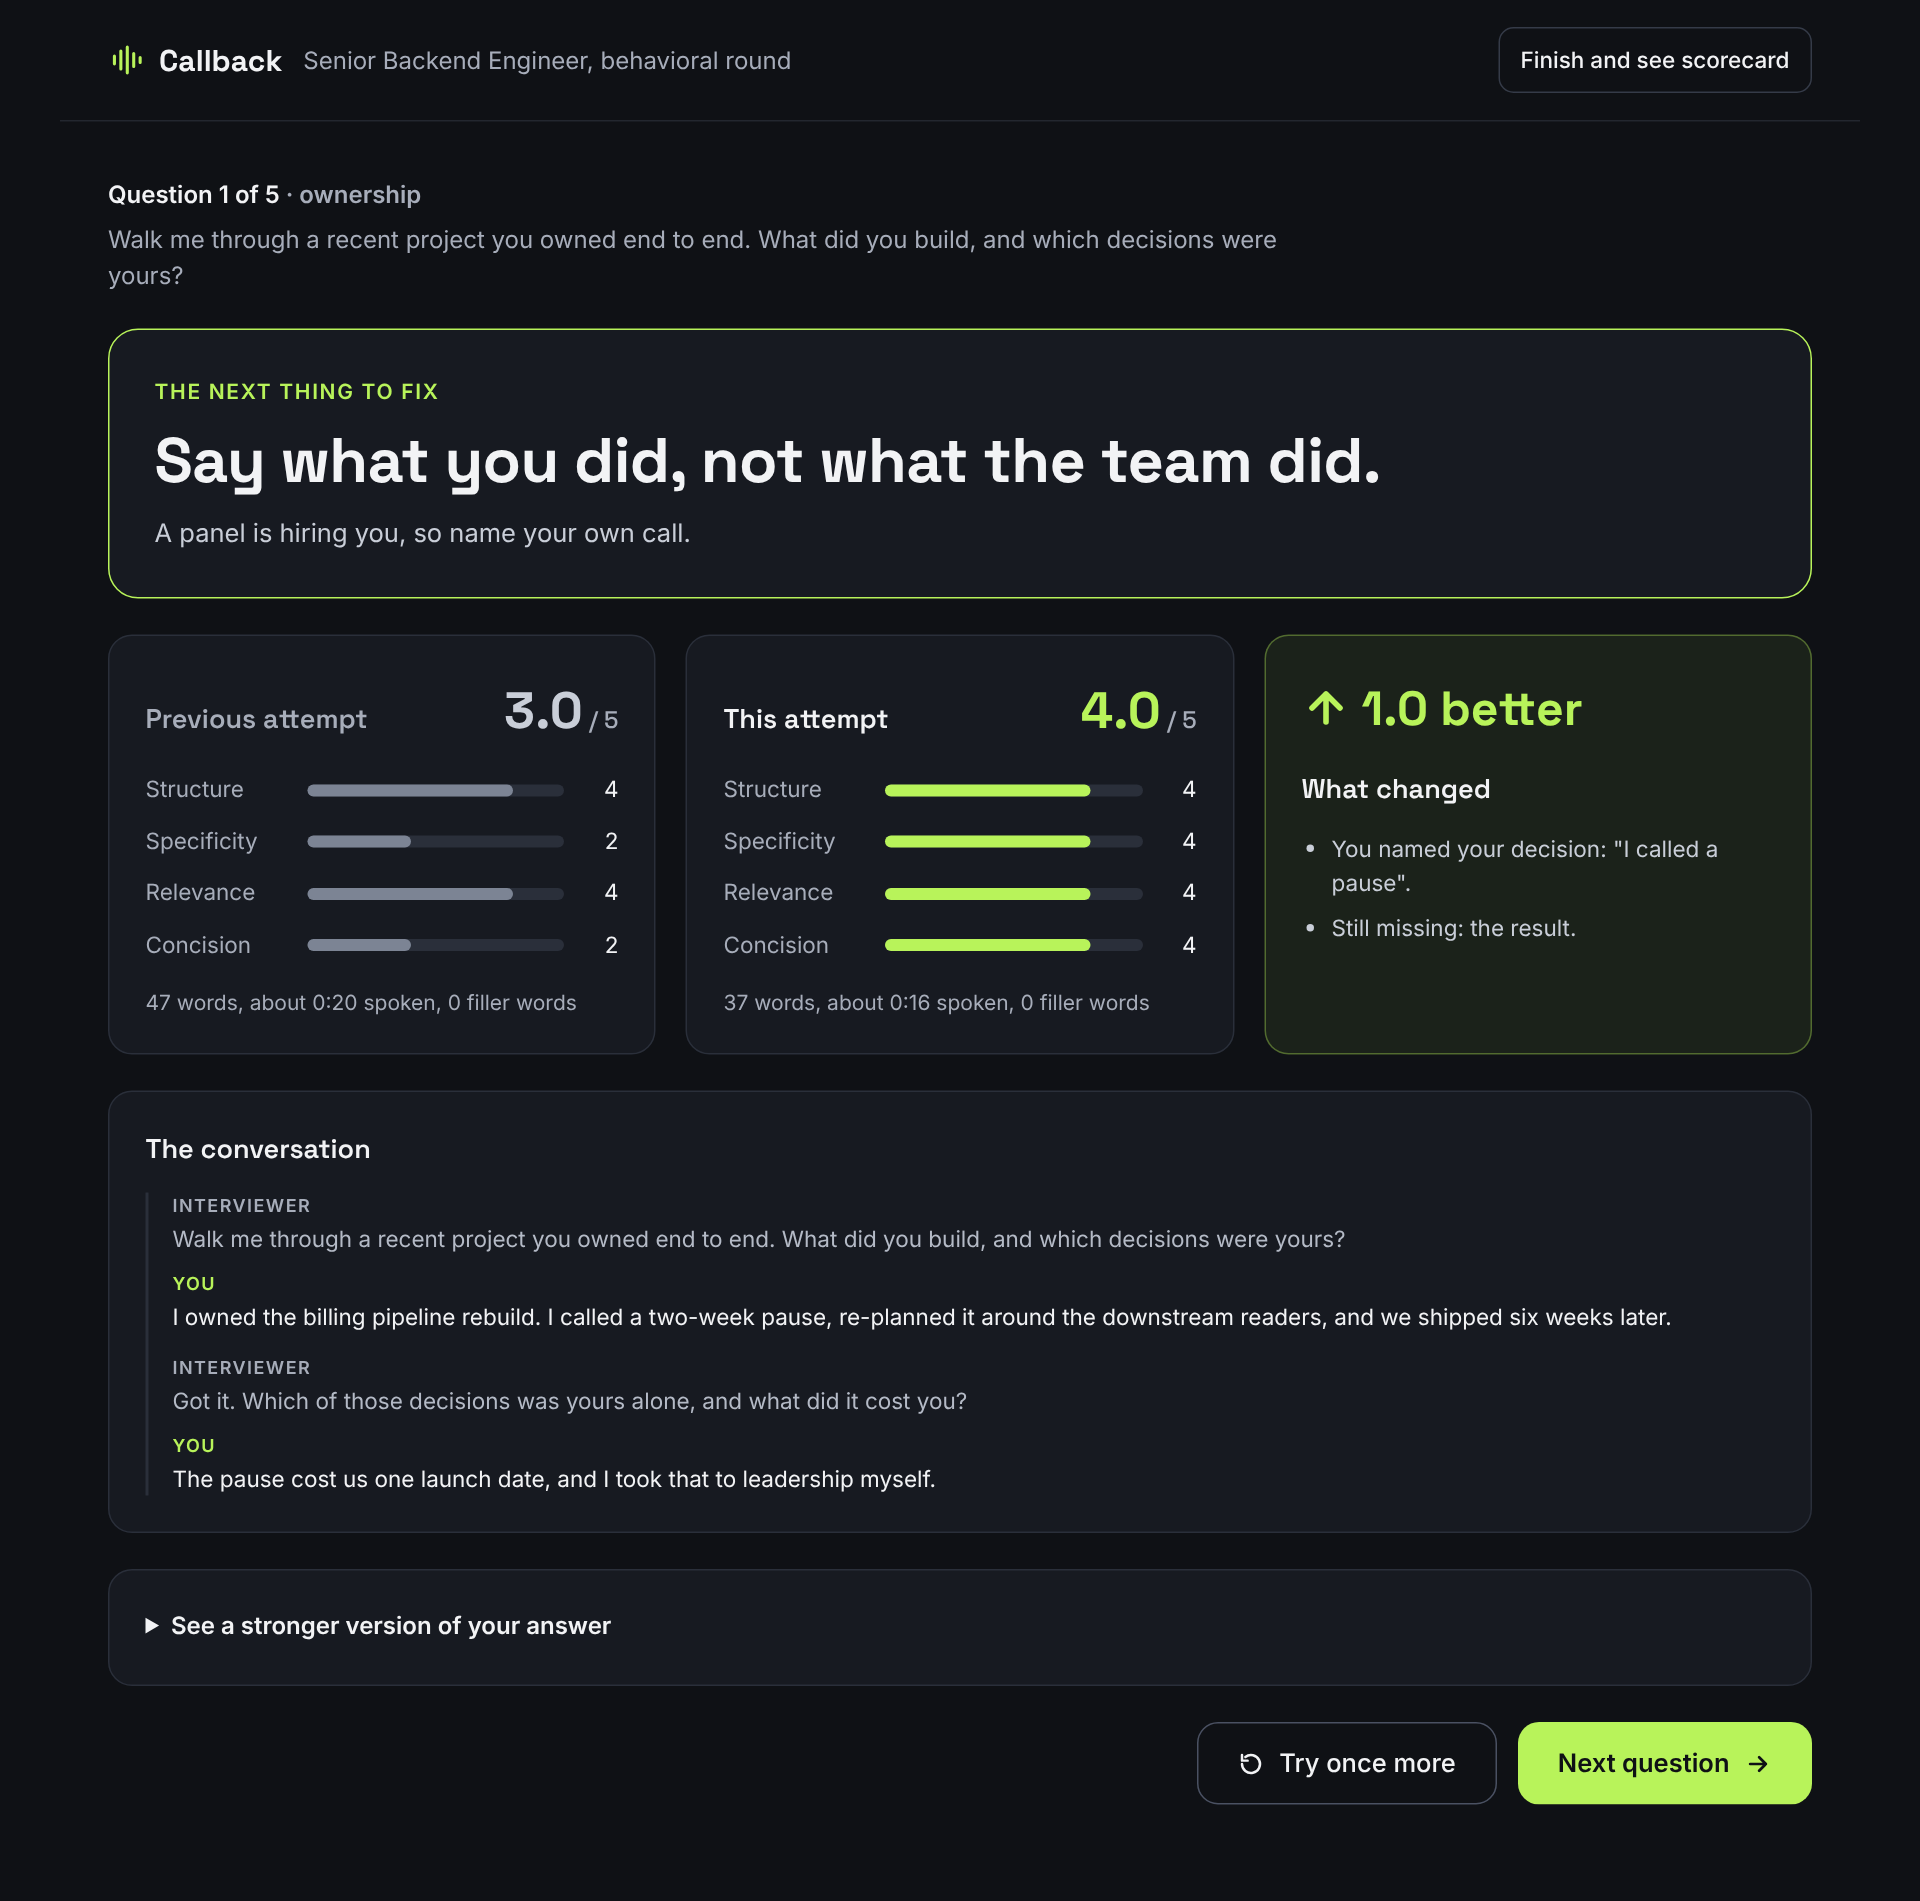 Callback
Senior Backend Engineer, behavioral round
Finish and see scorecard
Question 1 of 5 · ownership
Walk me through a recent project you owned end to end. What did you build, and which decisions were
yours?
THE NEXT THING TO FIX
Say what you did, not what the team did.
A panel is hiring you, so name your own call.
Previous attempt
3.0 / 5
Structure 4
Specificity 2
Relevance 4
Concision 2
47 words, about 0:20 spoken, 0 filler words
This attempt
4.0 / 5
Structure 4
Specificity 4
Relevance 4
Concision 4
37 words, about 0:16 spoken, 0 filler words
↑ 1.0 better
What changed
• You named your decision: "I called a
pause".
• Still missing: the result.
The conversation
INTERVIEWER
Walk me through a recent project you owned end to end. What did you build, and which decisions were yours?
YOU
I owned the billing pipeline rebuild. I called a two-week pause, re-planned it around the downstream readers, and we shipped six weeks later.
INTERVIEWER
Got it. Which of those decisions was yours alone, and what did it cost you?
YOU
The pause cost us one launch date, and I took that to leadership myself.
See a stronger version of your answer
Try once more
Next question →